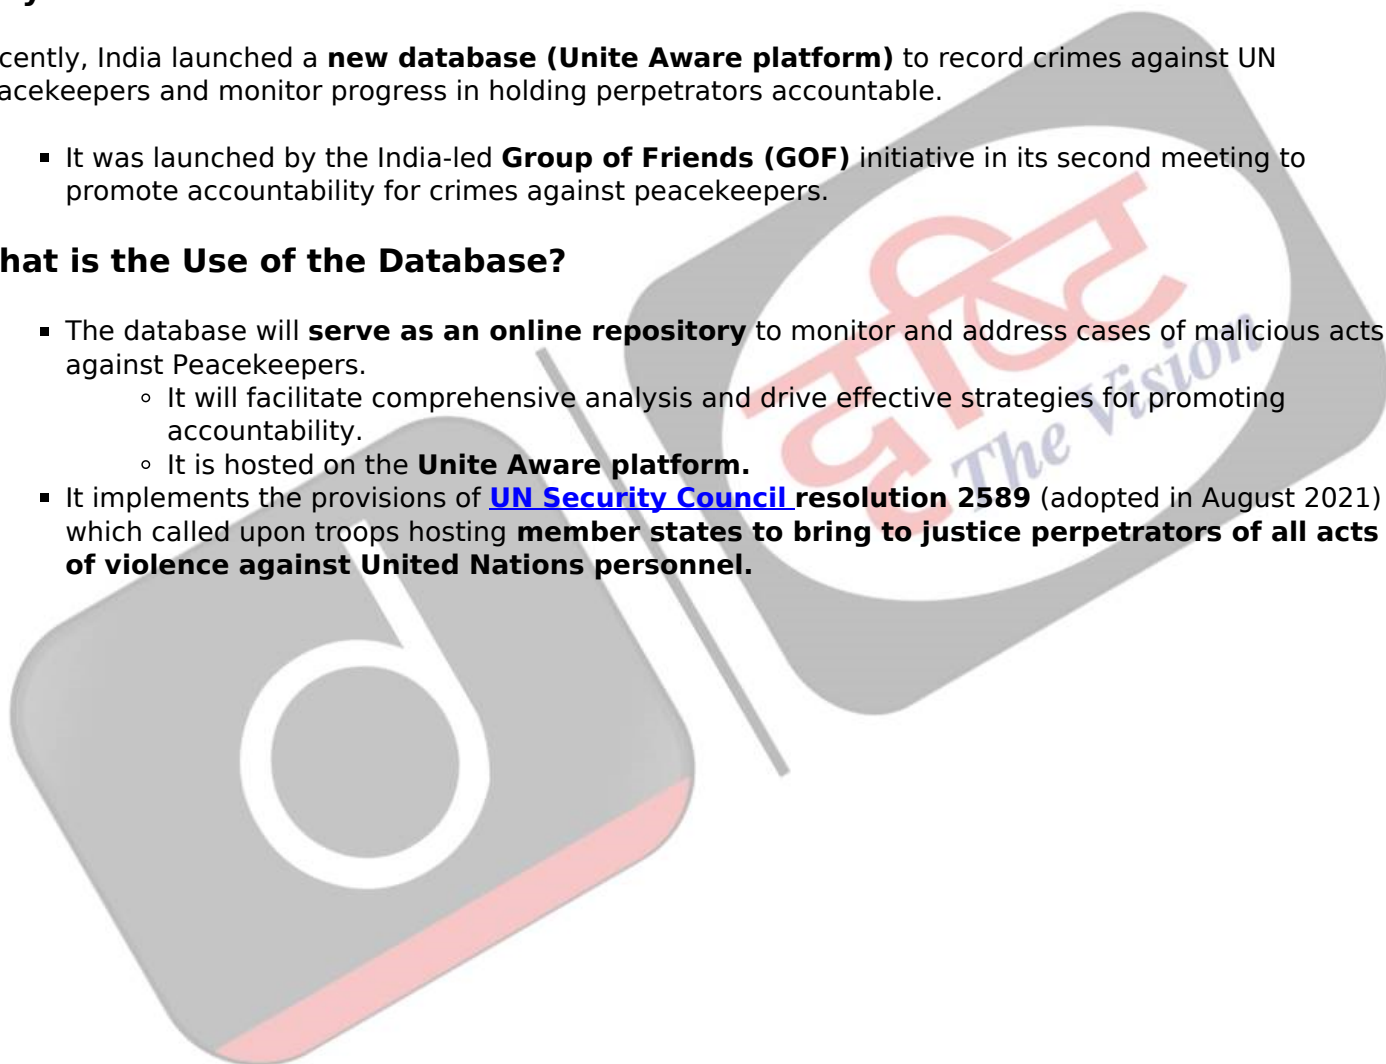 cently, India launched a new database (Unite Aware platform) to record crimes against UN
acekeepers and monitor progress in holding perpetrators accountable.
▪ It was launched by the India-led Group of Friends (GOF) initiative in its second meeting to
promote accountability for crimes against peacekeepers.
hat is the Use of the Database?
▪ The database will serve as an online repository to monitor and address cases of malicious acts
against Peacekeepers.
◦ It will facilitate comprehensive analysis and drive effective strategies for promoting
accountability.
◦ It is hosted on the Unite Aware platform.
▪ It implements the provisions of UN Security Council resolution 2589 (adopted in August 2021)
which called upon troops hosting member states to bring to justice perpetrators of all acts
of violence against United Nations personnel.
दृष्टि
The Vision